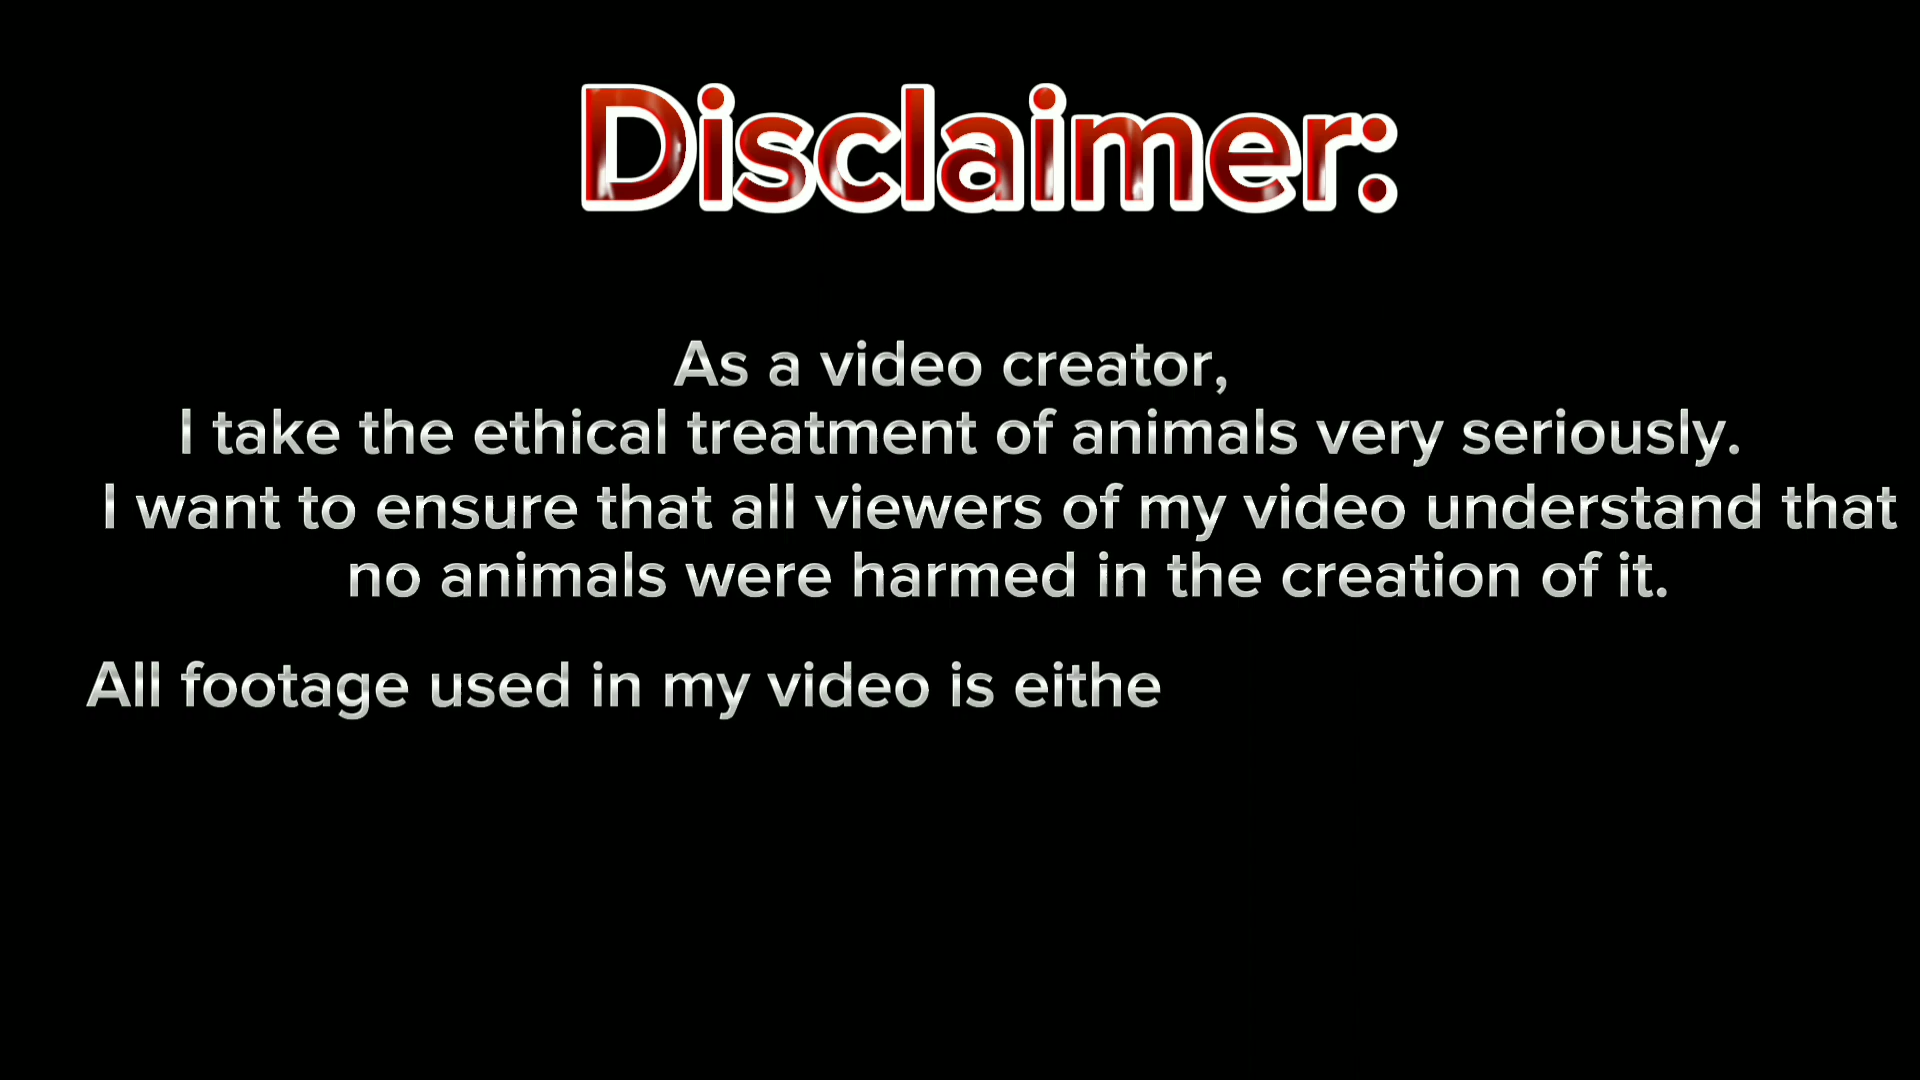 Disclaimer:
As a video creator,
I take the ethical treatment of animals very seriously.
I want to ensure that all viewers of my video understand that
no animals were harmed in the creation of it.
All footage used in my video is eithe